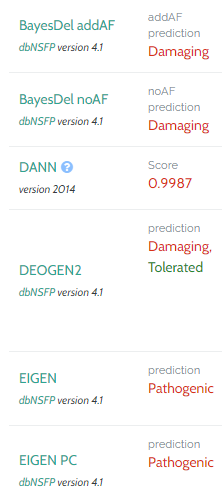 BayesDel addAF
dbNSFP version 4.1
addAF
prediction
Damaging
BayesDel noAF
dbNSFP version 4.1
noAF
prediction
Damaging
DANN ?
version 2014
Score
0.9987
DEOGEN2
dbNSFP version 4.1
prediction
Damaging,
Tolerated
EIGEN
dbNSFP version 4.1
prediction
Pathogenic
EIGEN PC
dbNSFP version 4.1
prediction
Pathogenic